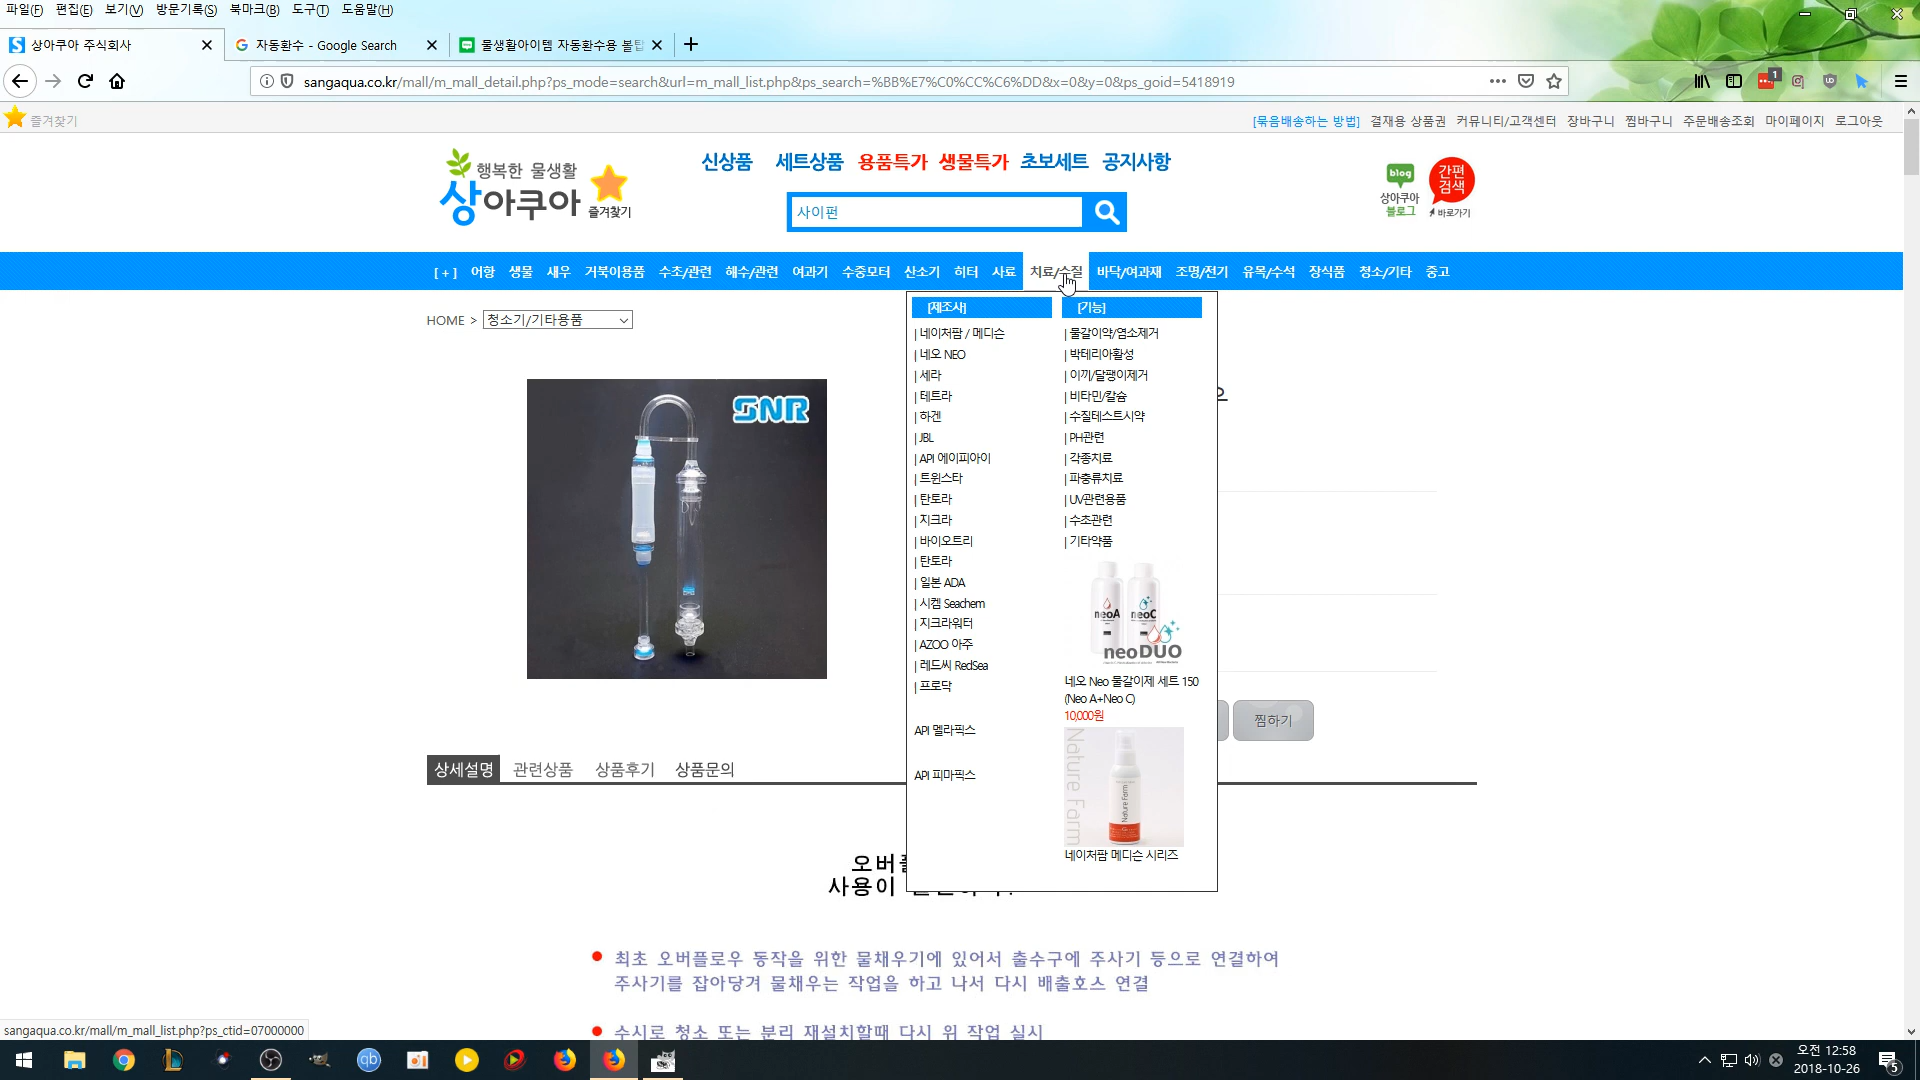 파일(F) 편집(E) 보기(V) 방문기록(S) 북마크(B) 도구(T) 도움말(H)
상아쿠아 주식회사
자동환수 - Google Search
물생활아이템 자동환수용 볼탑
sangaqua.co.kr/mall/m_mall_detail.php?ps_mode=search&url=m_mall_list.php&ps_search=%BB%E7%C0%CC%C6%DD&x=0&y=0&ps_goid=5418919
1
즐겨찾기
[묶음배송하는 방법] 결재용 상품권 커뮤니티/고객센터 장바구니 찜바구니 주문배송조회 마이페이지 로그아웃
행복한 물생활
상아쿠아
즐겨찾기
신상품 세트상품 용품특가 생물특가 초보세트 공지사항
사이펀
blog
상아쿠아
블로그
간편
검색
바로가기
[ + ] 어항 생물 새우 거북이용품 수초/관련 해수/관련 여과기 수중모터 산소기 히터 사료 치료/수질 바닥/여과재 조명/전기 유목/수석 장식품 청소/기타 중고
HOME > 청소기/기타용품
SNR
[제조사]
| 네이처팜 / 메디슨
| 네오 NEO
| 세라
| 테트라
| 하겐
| JBL
| API 에이피아이
| 트윈스타
| 탄토라
| 지크라
| 바이오트리
| 탄토라
| 일본 ADA
| 시켐 Seachem
| 지크라워터
| AZOO 아주
| 레드씨 RedSea
| 프로닥
API 멜라픽스
API 피마픽스
[기능]
| 물갈이약/염소제거
| 박테리아활성
| 이끼/달팽이제거
| 비타민/칼슘
| 수질테스트시약
| PH관련
| 각종치료
| 파충류치료
| UV관련용품
| 수초관련
| 기타약품
neoA
neoC
neoDUO
네오 Neo 물갈이제 세트 150
(Neo A+Neo C)
10,000원
Nature Farm
Nature Farm
네이처팜 메디슨 시리즈
찜하기
상세설명 관련상품 상품후기 상품문의
오버
사용이
최초 오버플로우 동작을 위한 물채우기에 있어서 출수구에 주사기 등으로 연결하여
주사기를 잡아당겨 물채우는 작업을 하고 나서 다시 배출호스 연결
수시로 청소 또는 분리 재설치할때 다시 위 작업 실시
sangaqua.co.kr/mall/m_mall_list.php?ps_ctid=07000000
qb
오전 12:58
2018-10-26
5